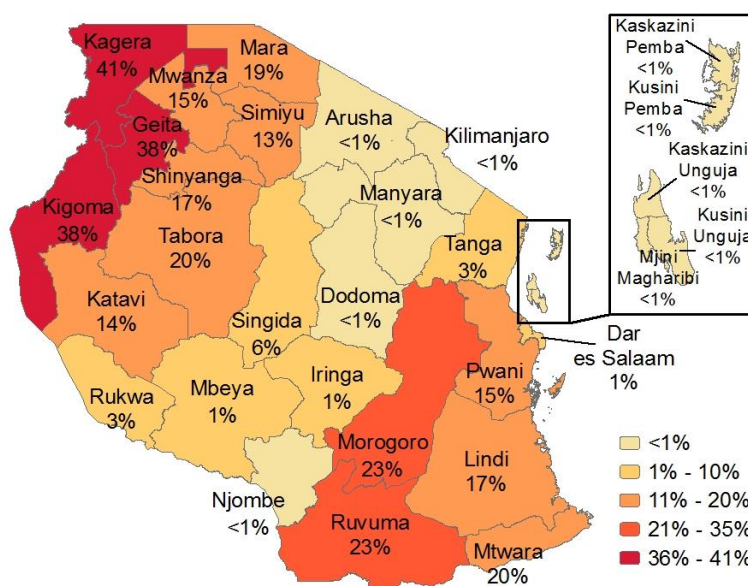 Kagera
41%
Mara
19%
Mwanza
15%
Geita
38%
Simiyu
13%
Shinyanga
17%
Kigoma
38%
Tabora
20%
Katavi
14%
Arusha
<1%
Kilimanjaro
<1%
Manyara
<1%
Tanga
3%
Dodoma
<1%
Singida
6%
Rukwa
3%
Mbeya
1%
Iringa
1%
Morogoro
23%
Njombe
<1%
Ruvuma
23%
Pwani
15%
Dar
es Salaam
1%
Lindi
17%
Mtwara
20%
Kaskazini
Pemba
<1%
Kusini
Pemba
<1%
Kaskazini
Unguja
<1%
Kusini
Unguja
<1%
Mjini
Magharibi
<1%
<1%
1% - 10%
11% - 20%
21% - 35%
36% - 41%